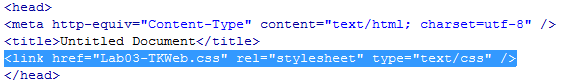 <head>
<meta http-equiv="Content-Type" content="text/html; charset=utf-8" />
<title>Untitled Document</title>
<link href="Lab03-TKWeb.css" rel="stylesheet" type="text/css" />
</head>